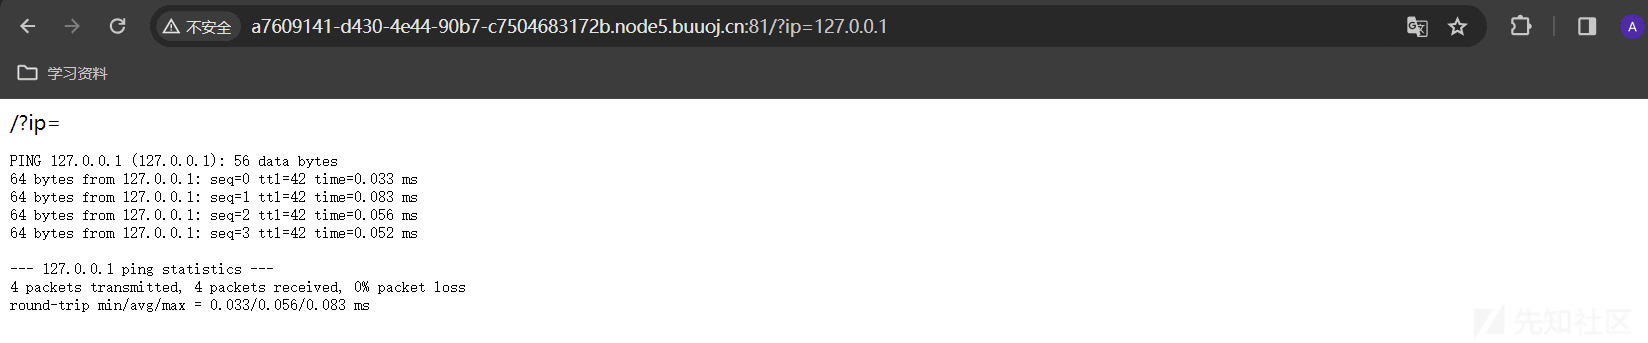 不安全 a7609141-d430-4e44-90b7-c7504683172b.node5.buuoj.cn:81/?ip=127.0.0.1
A
学习资料
/?ip=
PING 127.0.0.1 (127.0.0.1): 56 data bytes
64 bytes from 127.0.0.1: seq=0 ttl=42 time=0.033 ms
64 bytes from 127.0.0.1: seq=1 ttl=42 time=0.083 ms
64 bytes from 127.0.0.1: seq=2 ttl=42 time=0.056 ms
64 bytes from 127.0.0.1: seq=3 ttl=42 time=0.052 ms
--- 127.0.0.1 ping statistics ---
4 packets transmitted, 4 packets received, 0% packet loss
round-trip min/avg/max = 0.033/0.056/0.083 ms
先知社区